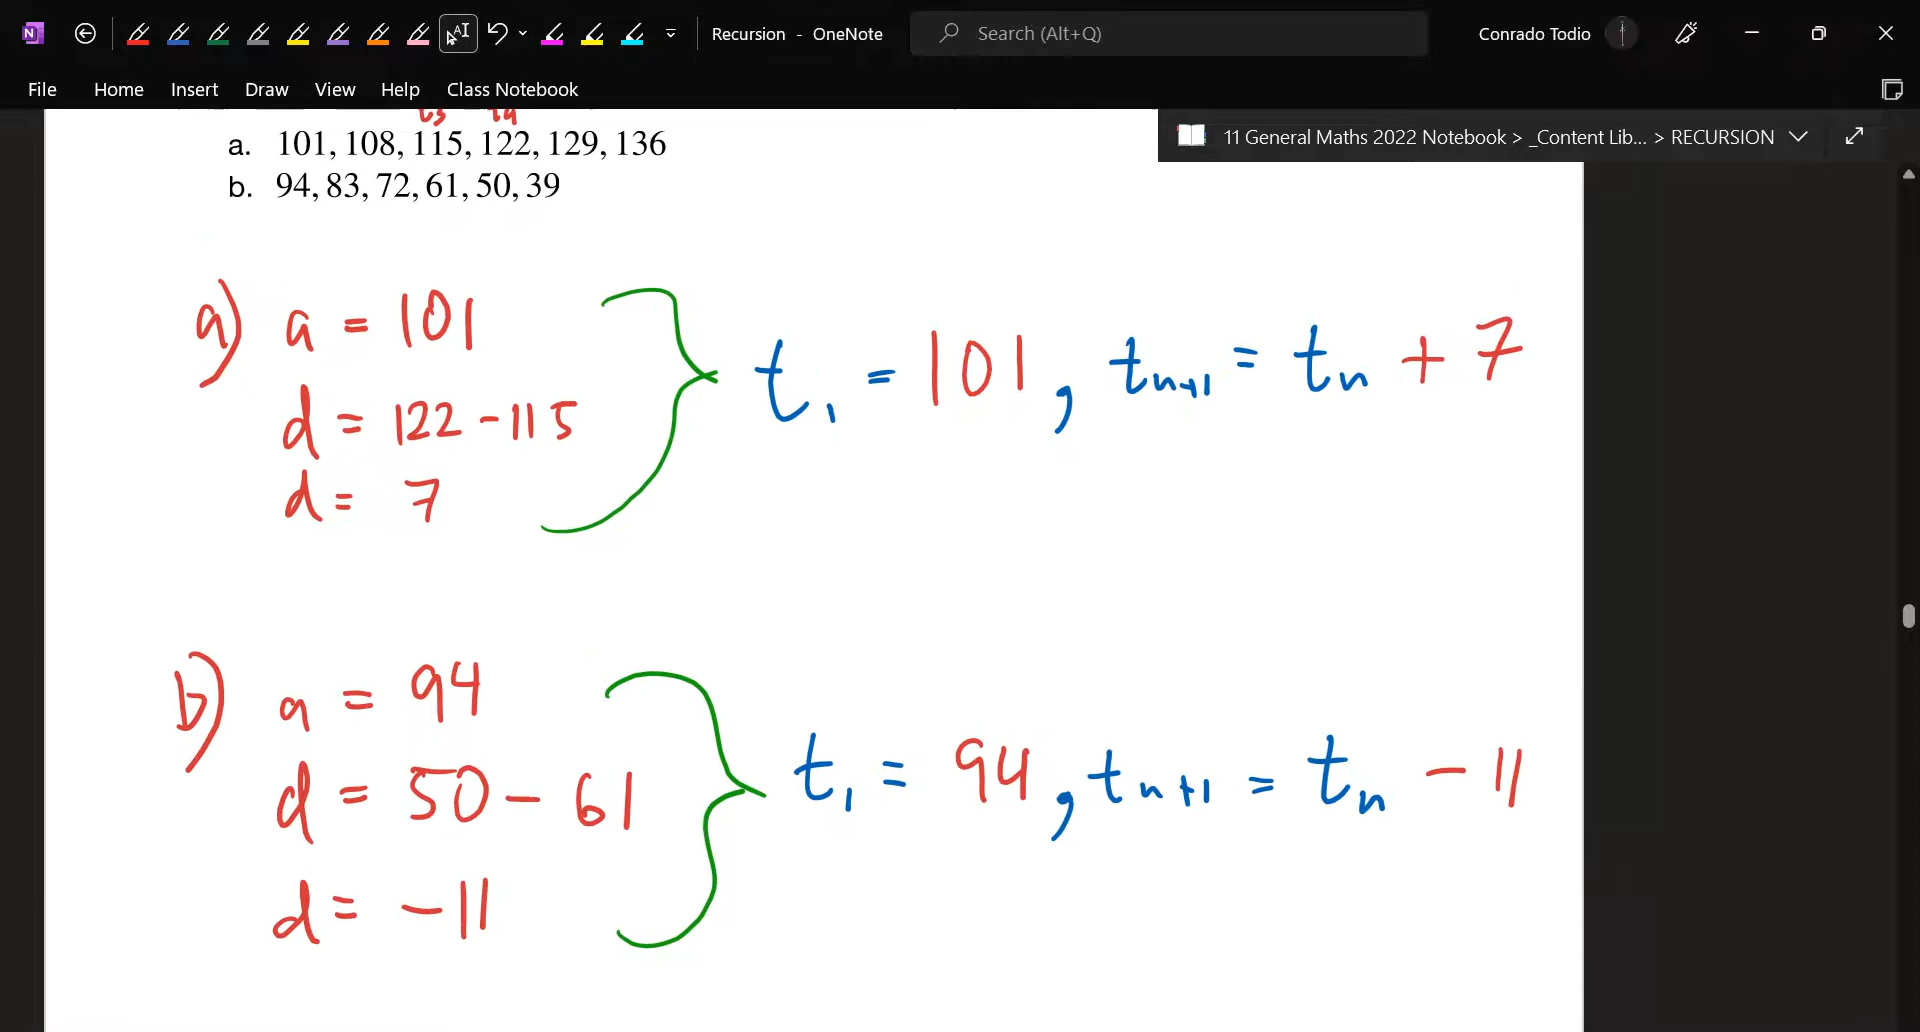 Recursion - OneNote
Search (Alt+Q)
Conrado Todio
File Home Insert Draw View Help Class Notebook
11 General Maths 2022 Notebook > _Content Lib... > RECURSION
a. 101, 108, 115, 122, 129, 136
b. 94, 83, 72, 61, 50, 39
a) a = 101
d = 122 - 115
d = 7
t₁ = 101, tₙ₊₁ = tₙ + 7
b) a = 94
d = 50 - 61
d = -11
t₁ = 94, tₙ₊₁ = tₙ - 11